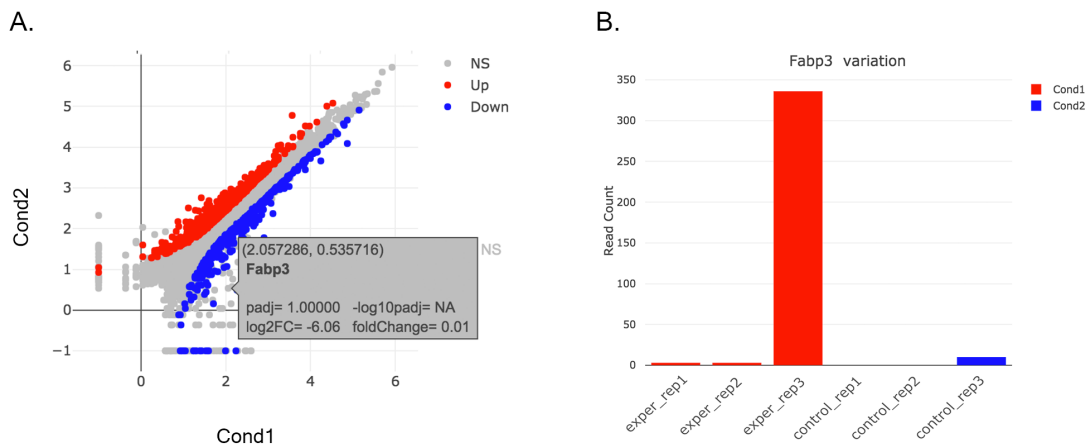 A.
6
5
4
3
2
1
0
−1
0
2
4
6
Cond2
Cond1
NS
Up
Down
(2.057286, 0.535716)
Fabp3
padj= 1.00000 -log10padj= NA
log2FC= -6.06 foldChange= 0.01
NS
B.
Fabp3 variation
350
300
250
200
150
100
50
0
Read Count
exper_rep1
exper_rep2
exper_rep3
control_rep1
control_rep2
control_rep3
Cond1
Cond2